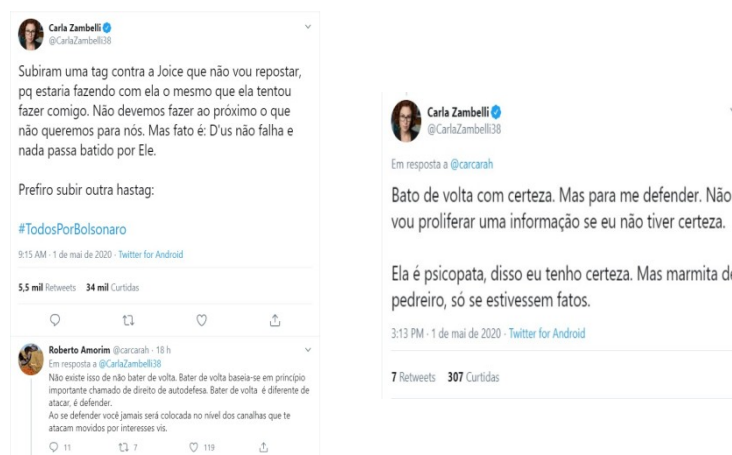 Carla Zambelli
@CarlaZambelli38
Subiram uma tag contra a Joice que não vou repostar,
pq estaria fazendo com ela o mesmo que ela tentou
fazer comigo. Não devemos fazer ao próximo o que
não queremos para nós. Mas fato é: D'us não falha e
nada passa batido por Ele.
Prefiro subir outra hastag:
#TodosPorBolsonaro
9:15 AM · 1 de mai de 2020 · Twitter for Android
5,5 mil Retweets 34 mil Curtidas
Roberto Amorim @carcarah · 18 h
Em resposta a @CarlaZambelli38
Não existe isso de não bater de volta. Bater de volta baseia-se em princípio
importante chamado de direito de autodefesa. Bater de volta é diferente de
atacar, é defender.
Ao se defender você jamais será colocada no nível dos canalhas que te
atacam movidos por interesses vis.
11 7 119
Carla Zambelli
@CarlaZambelli38
Em resposta a @carcarah
Bato de volta com certeza. Mas para me defender. Não
vou proliferar uma informação se eu não tiver certeza.
Ela é psicopata, disso eu tenho certeza. Mas marmita de
pedreiro, só se estivessem fatos.
3:13 PM · 1 de mai de 2020 · Twitter for Android
7 Retweets 307 Curtidas